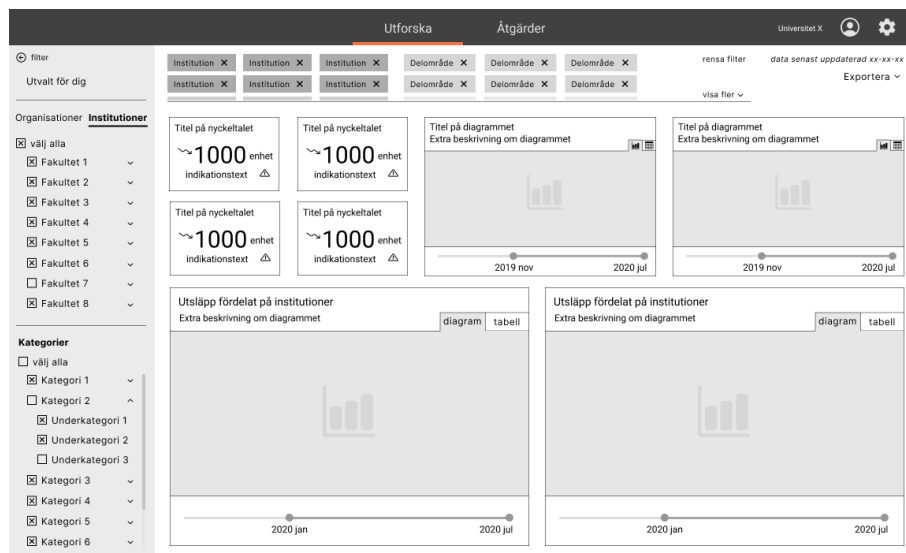 Utforska Åtgärder Universitet X
filter
Utvalt för dig
Organisationer Institutioner
välj alla
Fakultet 1
Fakultet 2
Fakultet 3
Fakultet 4
Fakultet 5
Fakultet 6
Fakultet 7
Fakultet 8
Kategorier
välj alla
Kategori 1
Kategori 2
Underkategori 1
Underkategori 2
Underkategori 3
Kategori 3
Kategori 4
Kategori 5
Kategori 6
Institution Institution Institution Delområde Delområde Delområde
Institution Institution Institution Delområde Delområde Delområde
rensa filter
visa fler
data senast uppdaterad xx-xx-xx
Exportera
Titel på nyckeltalet
1000 enhet
indikationstext
Titel på nyckeltalet
1000 enhet
indikationstext
Titel på nyckeltalet
1000 enhet
indikationstext
Titel på nyckeltalet
1000 enhet
indikationstext
Titel på diagrammet
Extra beskrivning om diagrammet
2019 nov 2020 jul
Titel på diagrammet
Extra beskrivning om diagrammet
2019 nov 2020 jul
Utsläpp fördelat på institutioner
Extra beskrivning om diagrammet
diagram tabell
2020 jan 2020 jul
Utsläpp fördelat på institutioner
Extra beskrivning om diagrammet
diagram tabell
2020 jan 2020 jul